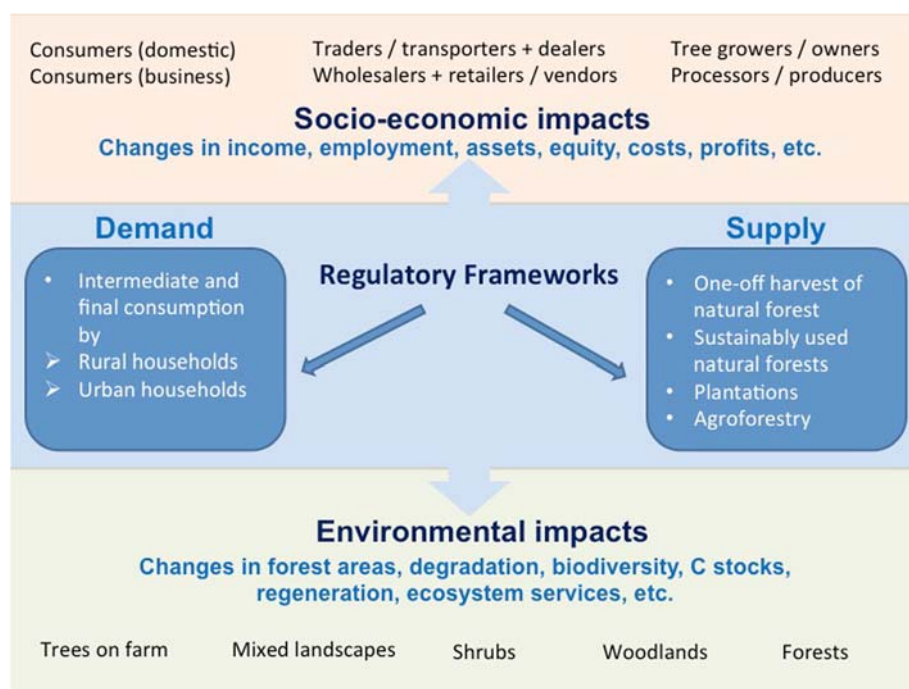 Consumers (domestic)
Consumers (business)
Traders / transporters + dealers
Wholesalers + retailers / vendors
Tree growers / owners
Processors / producers
Socio-economic impacts
Changes in income, employment, assets, equity, costs, profits, etc.
Demand
• Intermediate and
final consumption
by
➢ Rural households
➢ Urban households
Regulatory Frameworks
Supply
• One-off harvest of
natural forest
• Sustainably used
natural forests
• Plantations
• Agroforestry
Environmental impacts
Changes in forest areas, degradation, biodiversity, C stocks,
regeneration, ecosystem services, etc.
Trees on farm
Mixed landscapes
Shrubs
Woodlands
Forests